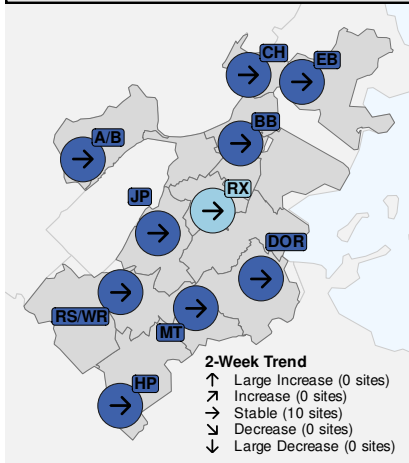 CH
EB
BB
A/B
RX
JP
DOR
RS/WR
MT
HP
2-Week Trend
↑ Large Increase (0 sites)
↗ Increase (0 sites)
→ Stable (10 sites)
↘ Decrease (0 sites)
↓ Large Decrease (0 sites)